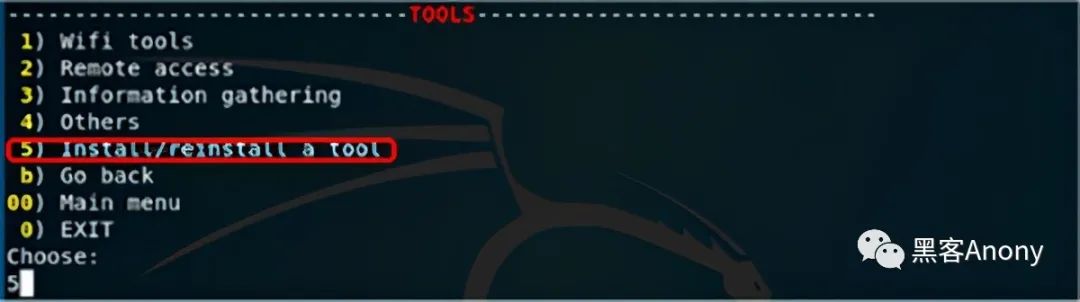 --------------------------------TOOLS--------------------------------
1) Wifi tools
2) Remote access
3) Information gathering
4) Others
5) Install/reinstall a tool
b) Go back
00) Main menu
0) EXIT
Choose:
5
黑客Anony